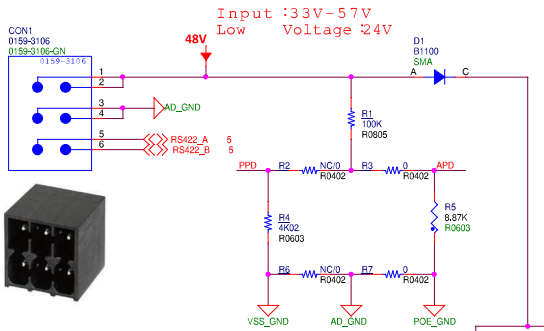 Input :33V-57V
Low Voltage :24V
CON1
0159-3106
0159-3106-GN
0159-3106
48V
D1
B1100
SMA
A C
1
2
3
4
AD_GND
5
6
RS422_A 5
RS422_B 5
R1
100K
R0805
PPD R2 NC/0 R3 0 APD
R0402 R0402
R4
4K02
R0603
R5
8.87K
R0603
R6 NC/0 R7 0
R0402 R0402
VSS_GND AD_GND POE_GND